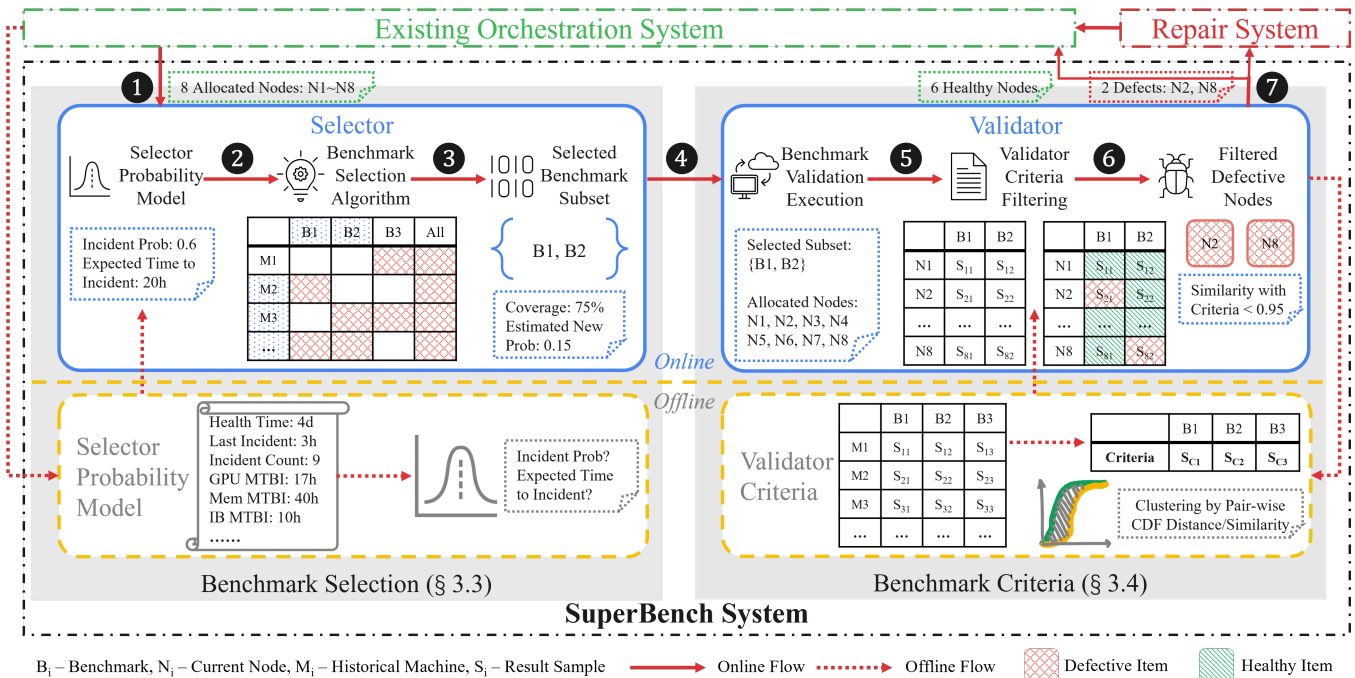 Existing Orchestration System
Repair System
1
8 Allocated Nodes: N1~N8
6 Healthy Nodes
2 Defects: N2, N8
7
Selector
Selector
Probability
Model
2
Benchmark
Selection
Algorithm
3
Selected
Benchmark
Subset
4
Incident Prob: 0.6
Expected Time to
Incident: 20h
B1 B2 B3 All
M1
M2
M3
...
B1, B2
Coverage: 75%
Estimated New
Prob: 0.15
Validator
Benchmark
Validation
Execution
5
Validator
Criteria
Filtering
6
Filtered
Defective
Nodes
Selected Subset:
{B1, B2}
Allocated Nodes:
N1, N2, N3, N4
N5, N6, N7, N8
B1 B2
N1 S11 S12
N2 S21 S22
... ... ...
N8 S81 S82
B1 B2
N1 S11 S12
N2 S21 S22
... ... ...
N8 S81 S82
N2 N8
Similarity with
Criteria < 0.95
Online
Offline
Selector
Probability
Model
Health Time: 4d
Last Incident: 3h
Incident Count: 9
GPU MTBI: 17h
Mem MTBI: 40h
IB MTBI: 10h
......
Incident Prob?
Expected Time
to Incident?
Benchmark Selection (§ 3.3)
Validator
Criteria
B1 B2 B3
M1 S11 S12 S13
M2 S21 S22 S23
M3 S31 S32 S33
... ... ... ...
B1 B2 B3
Criteria SC1 SC2 SC3
Clustering by Pair-wise
CDF Distance/Similarity
Benchmark Criteria (§ 3.4)
SuperBench System
Bi – Benchmark, Ni – Current Node, Mi – Historical Machine, Si – Result Sample
Online Flow
Offline Flow
Defective Item
Healthy Item